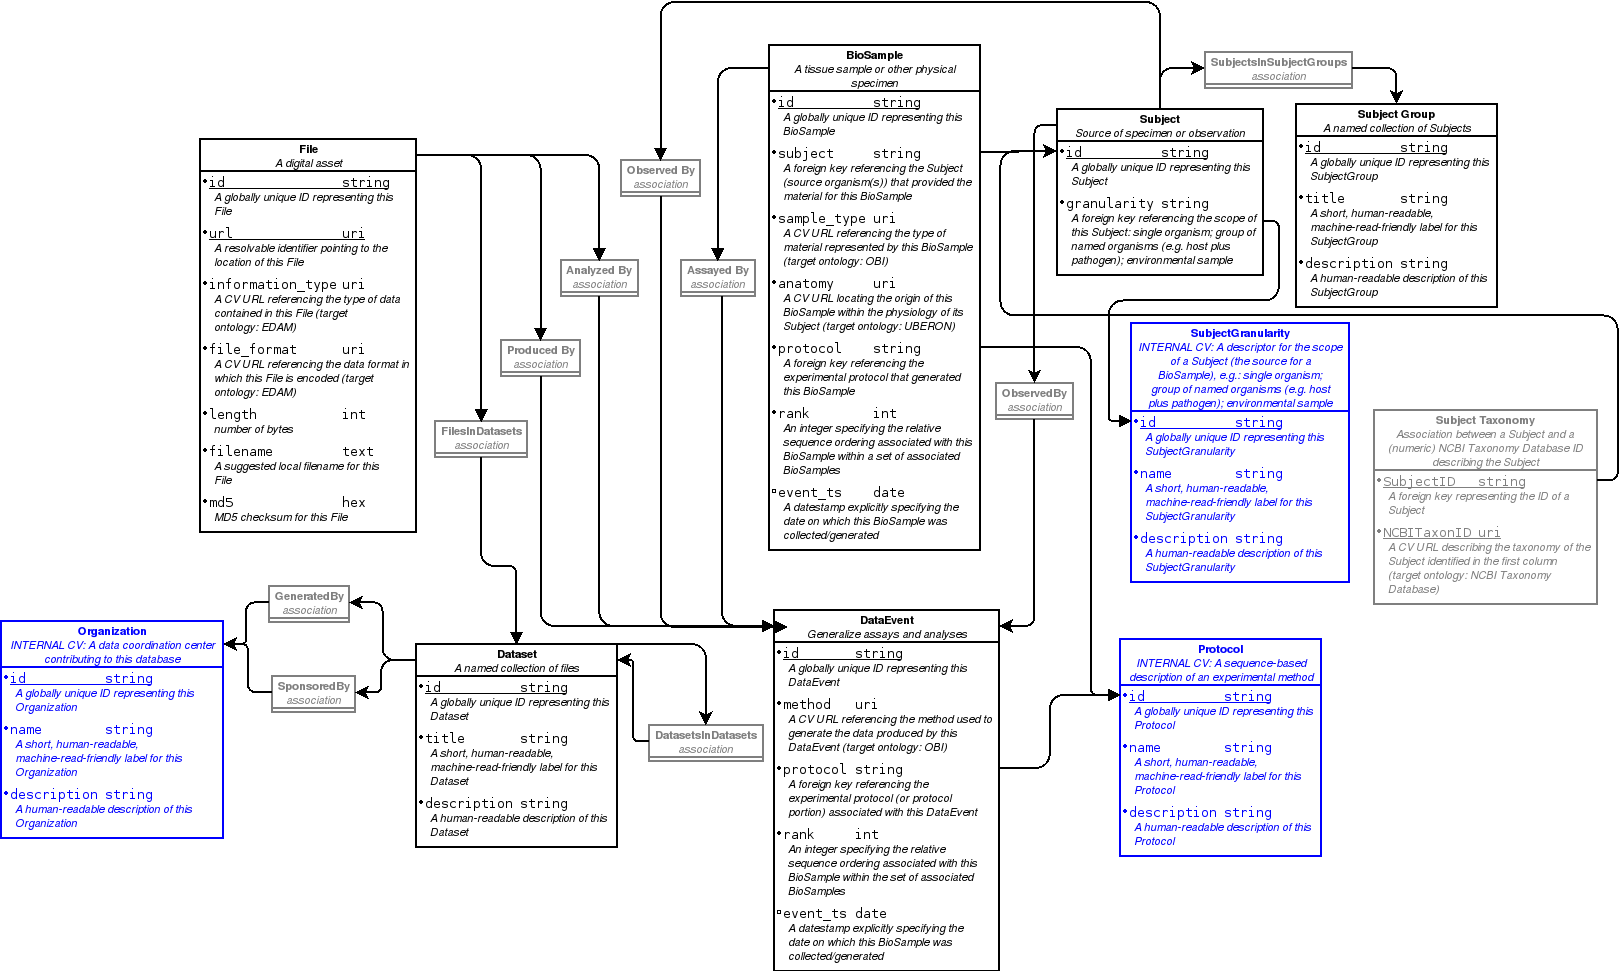 BioSample
A tissue sample or other physical
specimen
id string
A globally unique ID representing this
BioSample
subject string
A foreign key referencing the Subject
(source organism(s)) that provided the
material for this BioSample
sample_type uri
A CV URL referencing the type of
material represented by this BioSample
(target ontology: OBI)
anatomy uri
A CV URL locating the origin of this
BioSample within the physiology of its
Subject (target ontology: UBERON)
protocol string
A foreign key referencing the
experimental protocol that generated
this BioSample
rank int
An integer specifying the relative
sequence ordering associated with this
BioSample within a set of associated
BioSamples
event_ts date
A datestamp explicitly specifying the
date on which this BioSample was
collected/generated
SubjectsInSubjectGroups
association
Subject
Source of specimen or observation
id string
A globally unique ID representing this
Subject
granularity string
A foreign key referencing the scope of
this Subject: single organism; group of
named organisms (e.g. host plus
pathogen); environmental sample
Subject Group
A named collection of Subjects
id string
A globally unique ID representing this
SubjectGroup
title string
A short, human-readable,
machine-read-friendly label for this
SubjectGroup
description string
A human-readable description of this
SubjectGroup
File
A digital asset
id string
A globally unique ID representing this
File
url uri
A resolvable identifier pointing to the
location of this File
information_type uri
A CV URL referencing the type of data
contained in this File (target
ontology: EDAM)
file_format uri
A CV URL referencing the data format in
which this File is encoded (target
ontology: EDAM)
length int
number of bytes
filename text
A suggested local filename for this
File
md5 hex
MD5 checksum for this File
Observed By
association
Analyzed By
association
Assayed By
association
Produced By
association
FilesInDatasets
association
ObservedBy
association
SubjectGranularity
INTERNAL CV: A descriptor for the scope
of a Subject (the source for a
BioSample), e.g.: single organism;
group of named organisms (e.g. host
plus pathogen); environmental sample
id string
A globally unique ID representing this
SubjectGranularity
name string
A short, human-readable,
machine-read-friendly label for this
SubjectGranularity
description string
A human-readable description of this
SubjectGranularity
Subject Taxonomy
Association between a Subject and a
(numeric) NCBI Taxonomy Database ID
describing the Subject
SubjectID string
A foreign key representing the ID of a
Subject
NCBITaxonID uri
A CV URL describing the taxonomy of the
Subject identified in the first column
(target ontology: NCBI Taxonomy
Database)
GeneratedBy
association
SponsoredBy
association
Organization
INTERNAL CV: A data coordination center
contributing to this database
id string
A globally unique ID representing this
Organization
name string
A short, human-readable,
machine-read-friendly label for this
Organization
description string
A human-readable description of this
Organization
Dataset
A named collection of files
id string
A globally unique ID representing this
Dataset
title string
A short, human-readable,
machine-read-friendly label for this
Dataset
description string
A human-readable description of this
Dataset
DatasetsInDatasets
association
DataEvent
Generalize assays and analyses
id string
A globally unique ID representing this
DataEvent
method uri
A CV URL referencing the method used to
generate the data produced by this
DataEvent (target ontology: OBI)
protocol string
A foreign key referencing the
experimental protocol (or protocol
portion) associated with this DataEvent
rank int
An integer specifying the relative
sequence ordering associated with this
BioSample within the set of associated
BioSamples
event_ts date
A datestamp explicitly specifying the
date on which this BioSample was
collected/generated
Protocol
INTERNAL CV: A sequence-based
description of an experimental method
id string
A globally unique ID representing this
Protocol
name string
A short, human-readable,
machine-read-friendly label for this
Protocol
description string
A human-readable description of this
Protocol